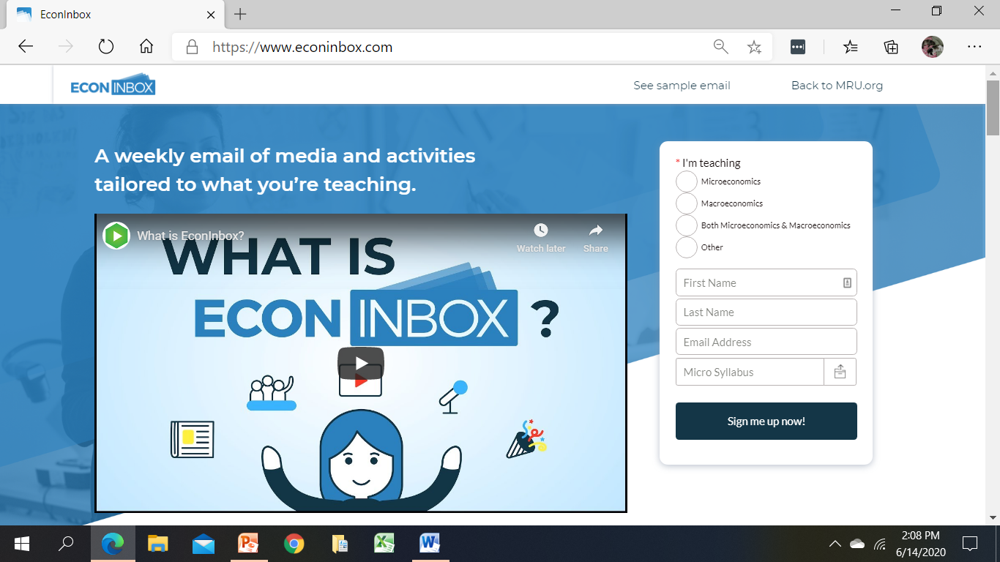 EconInbox
https://www.econinbox.com
ECON INBOX
See sample email
Back to MRU.org
A weekly email of media and activities
tailored to what you’re teaching.
What is EconInbox?
Watch later
Share
WHAT IS
ECON INBOX ?
* I'm teaching
Microeconomics
Macroeconomics
Both Microeconomics & Macroeconomics
Other
First Name
Last Name
Email Address
Micro Syllabus
Sign me up now!
2:08 PM
6/14/2020